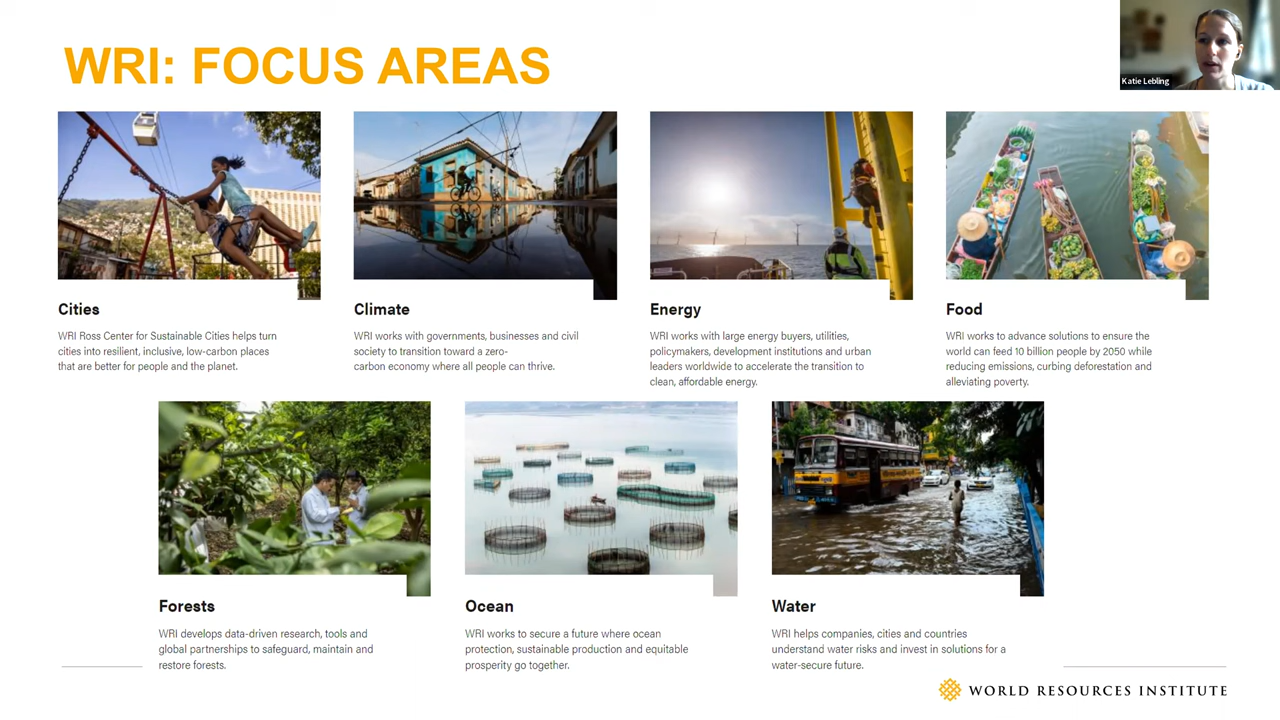 WRI: FOCUS AREAS
Katie Lebling
Cities
WRI Ross Center for Sustainable Cities helps turn
cities into resilient, inclusive, low-carbon places
that are better for people and the planet.
Climate
WRI works with governments, businesses and civil
society to transition toward a zero-
carbon economy where all people can thrive.
Energy
WRI works with large energy buyers, utilities,
policymakers, development institutions and urban
leaders worldwide to accelerate the transition to
clean, affordable energy.
Food
WRI works to advance solutions to ensure the
world can feed 10 billion people by 2050 while
reducing emissions, curbing deforestation and
alleviating poverty.
Forests
WRI develops data-driven research, tools and
global partnerships to safeguard, maintain and
restore forests.
Ocean
WRI works to secure a future where ocean
protection, sustainable production and equitable
prosperity go together.
Water
WRI helps companies, cities and countries
understand water risks and invest in solutions for a
water-secure future.
WORLD RESOURCES INSTITUTE